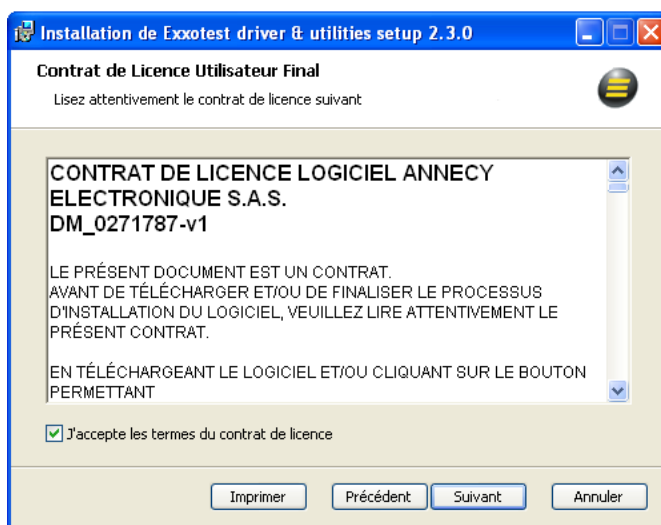 Installation de Exxotest driver & utilities setup 2.3.0
Contrat de Licence Utilisateur Final
Lisez attentivement le contrat de licence suivant
CONTRAT DE LICENCE LOGICIEL ANNECY
ELECTRONIQUE S.A.S.
DM_0271787-v1
LE PRÉSENT DOCUMENT EST UN CONTRAT.
AVANT DE TÉLÉCHARGER ET/OU DE FINALISER LE PROCESSUS
D'INSTALLATION DU LOGICIEL, VEUILLEZ LIRE ATTENTIVEMENT LE
PRÉSENT CONTRAT.
EN TÉLÉCHARGEANT LE LOGICIEL ET/OU CLIQUANT SUR LE BOUTON
PERMETTANT
J'accepte les termes du contrat de licence
Imprimer Précédent Suivant Annuler